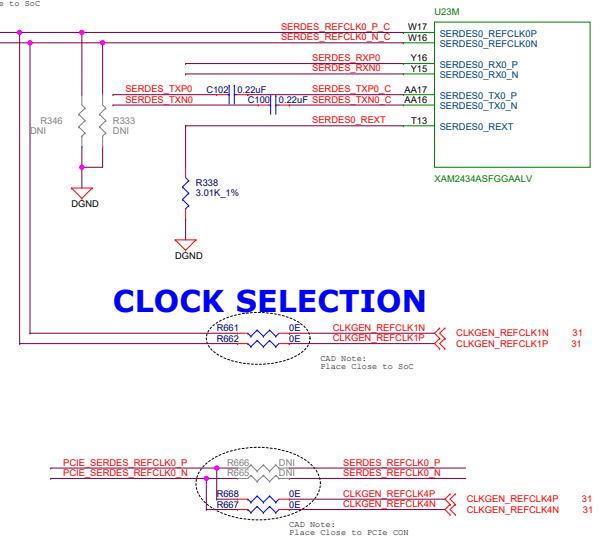 e to SoC
U23M
SERDES_REFCLK0_P_C W17 SERDES0_REFCLK0P
SERDES_REFCLK0_N_C W16 SERDES0_REFCLK0N
SERDES_RXP0 Y16 SERDES0_RX0_P
SERDES_RXN0 Y15 SERDES0_RX0_N
SERDES_TXP0 C102 0.22uF SERDES_TXP0_C AA17 SERDES0_TX0_P
SERDES_TXN0 C100 0.22uF SERDES_TXN0_C AA16 SERDES0_TX0_N
SERDES0_REXT T13 SERDES0_REXT
R346
DNI
R333
DNI
XAM2434ASFGGAALV
R338
3.01K_1%
DGND
DGND
CLOCK SELECTION
R661 0E CLKGEN_REFCLK1N CLKGEN_REFCLK1N 31
R662 0E CLKGEN_REFCLK1P CLKGEN_REFCLK1P 31
CAD Note:
Place Close to SoC
PCIE_SERDES_REFCLK0_P R666 DNI SERDES_REFCLK0_P
PCIE_SERDES_REFCLK0_N R665 DNI SERDES_REFCLK0_N
R668 0E CLKGEN_REFCLK4P CLKGEN_REFCLK4P 31
R667 0E CLKGEN_REFCLK4N CLKGEN_REFCLK4N 31
CAD Note:
Place Close to PCIe CON